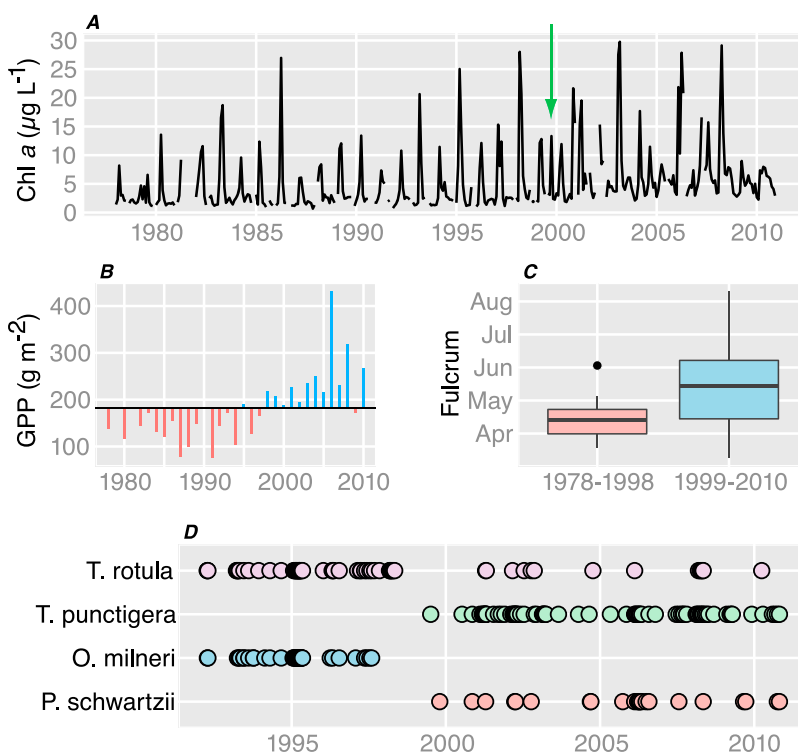 A
Chl a (µg L-1)
30
25
20
15
10
5
0
1980 1985 1990 1995 2000 2005 2010
B
GPP (g m-2)
400
300
200
100
1980 1990 2000 2010
C
Fulcrum
Aug
Jul
Jun
May
Apr
1978-1998 1999-2010
D
T. rotula
T. punctigera
O. milneri
P. schwartzii
1995 2000 2005 2010